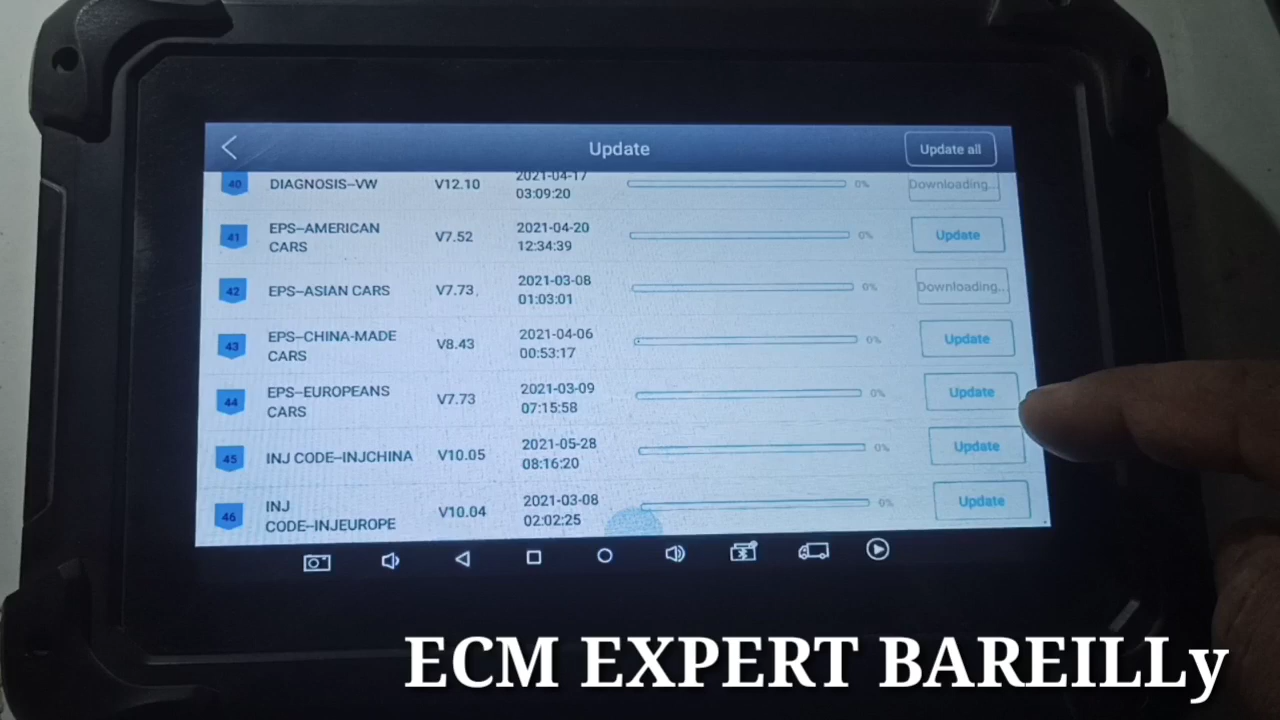 Update
Update all
40 DIAGNOSIS–VW V12.10 2021-04-17 03:09:20 0% Downloading...
41 EPS–AMERICAN CARS V7.52 2021-04-20 12:34:39 0% Update
42 EPS–ASIAN CARS V7.73 2021-03-08 01:03:01 0% Downloading...
43 EPS–CHINA-MADE CARS V8.43 2021-04-06 00:53:17 0% Update
44 EPS–EUROPEANS CARS V7.73 2021-03-09 07:15:58 0% Update
45 INJ CODE–INJCHINA V10.05 2021-05-28 08:16:20 0% Update
46 INJ CODE–INJEUROPE V10.04 2021-03-08 02:02:25 0% Update
ECM EXPERT BAREILLy